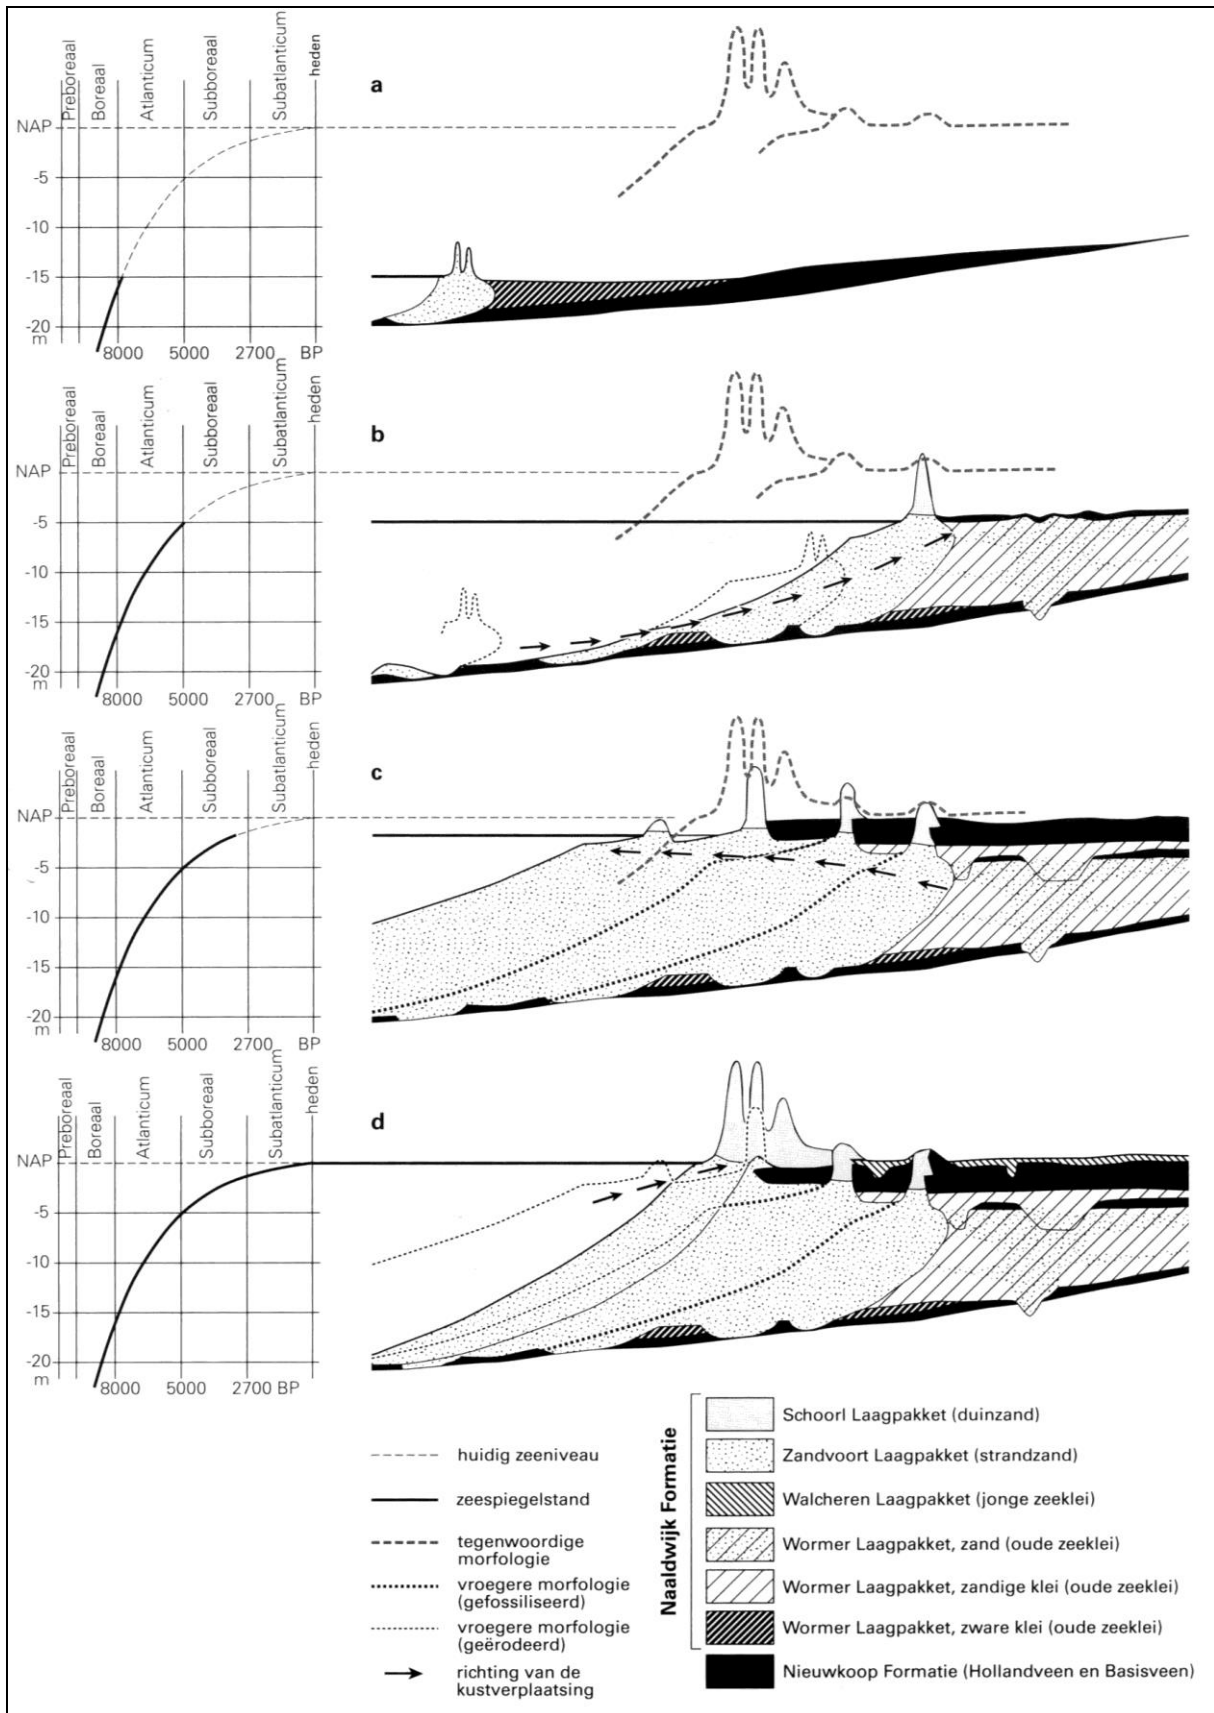 Preboreaal
Boreaal
Atlanticum
Subboreaal
Subatlanticum
heden
a
NAP
-5
-10
-15
-20
m
8000 5000 2700 BP
Preboreaal
Boreaal
Atlanticum
Subboreaal
Subatlanticum
heden
b
NAP
-5
-10
-15
-20
m
8000 5000 2700 BP
Preboreaal
Boreaal
Atlanticum
Subboreaal
Subatlanticum
heden
c
NAP
-5
-10
-15
-20
m
8000 5000 2700 BP
Preboreaal
Boreaal
Atlanticum
Subboreaal
Subatlanticum
heden
d
NAP
-5
-10
-15
-20
m
8000 5000 2700 BP
huidig zeeniveau
zeespiegelstand
tegenwoordige
morfologie
vroegere morfologie
(gefossiliseerd)
vroegere morfologie
(geërodeerd)
richting van de
kustverplaatsing
Naaldwijk Formatie
Schoorl Laagpakket (duinzand)
Zandvoort Laagpakket (strandzand)
Walcheren Laagpakket (jonge zeeklei)
Wormer Laagpakket, zand (oude zeeklei)
Wormer Laagpakket, zandige klei (oude zeeklei)
Wormer Laagpakket, zware klei (oude zeeklei)
Nieuwkoop Formatie (Hollandveen en Basisveen)